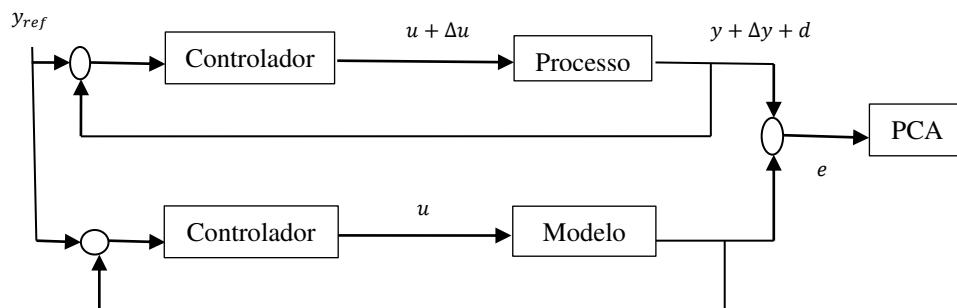 y_ref
Controlador
u + Δu
Processo
y + Δy + d
PCA
e
Controlador
u
Modelo